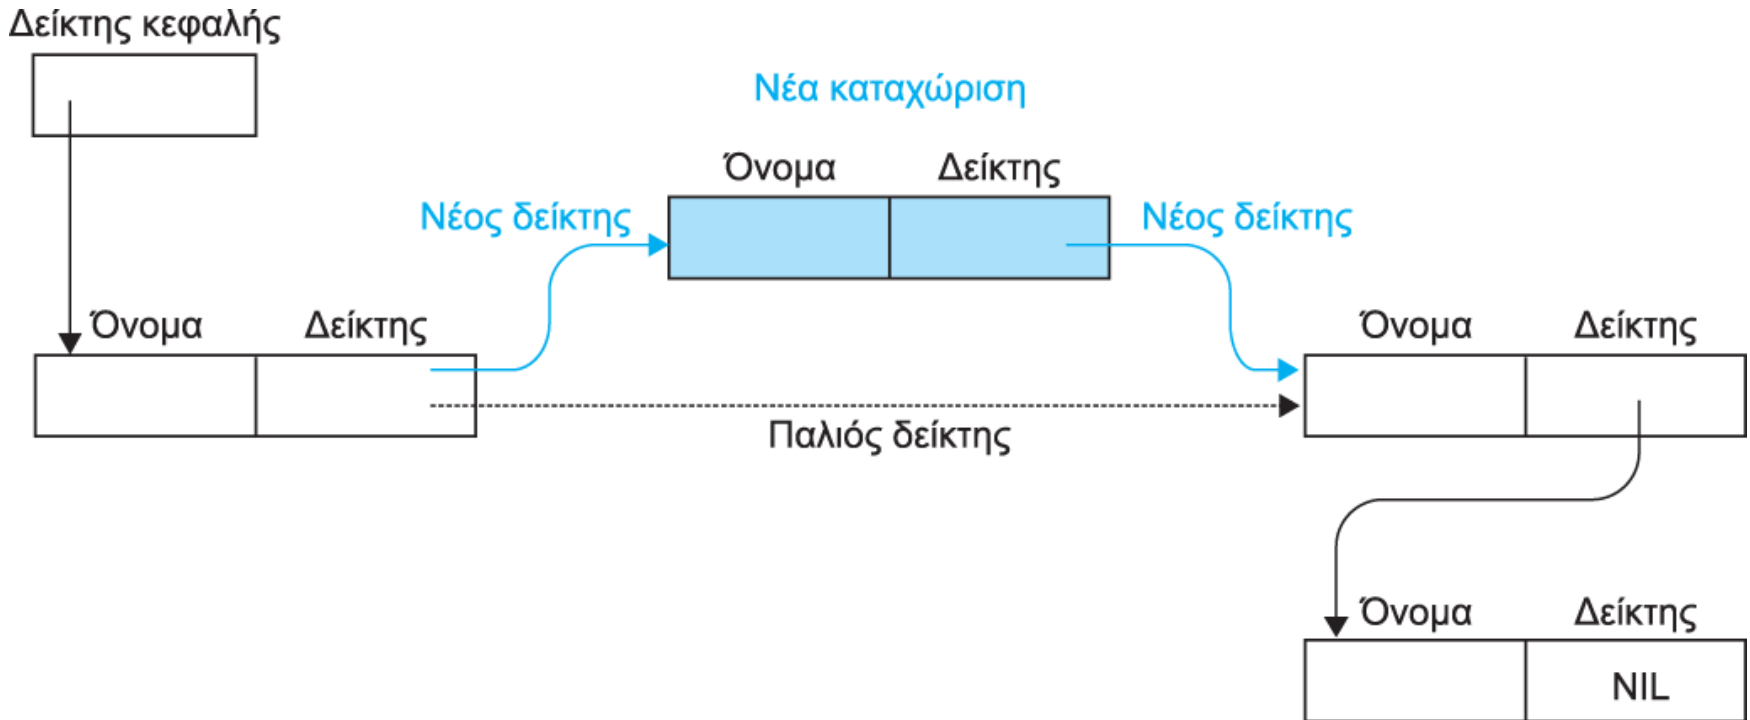 Δείκτης κεφαλής
Νέα καταχώριση
Όνομα Δείκτης
Νέος δείκτης Νέος δείκτης
Όνομα Δείκτης Όνομα Δείκτης
Παλιός δείκτης
Όνομα Δείκτης
NIL